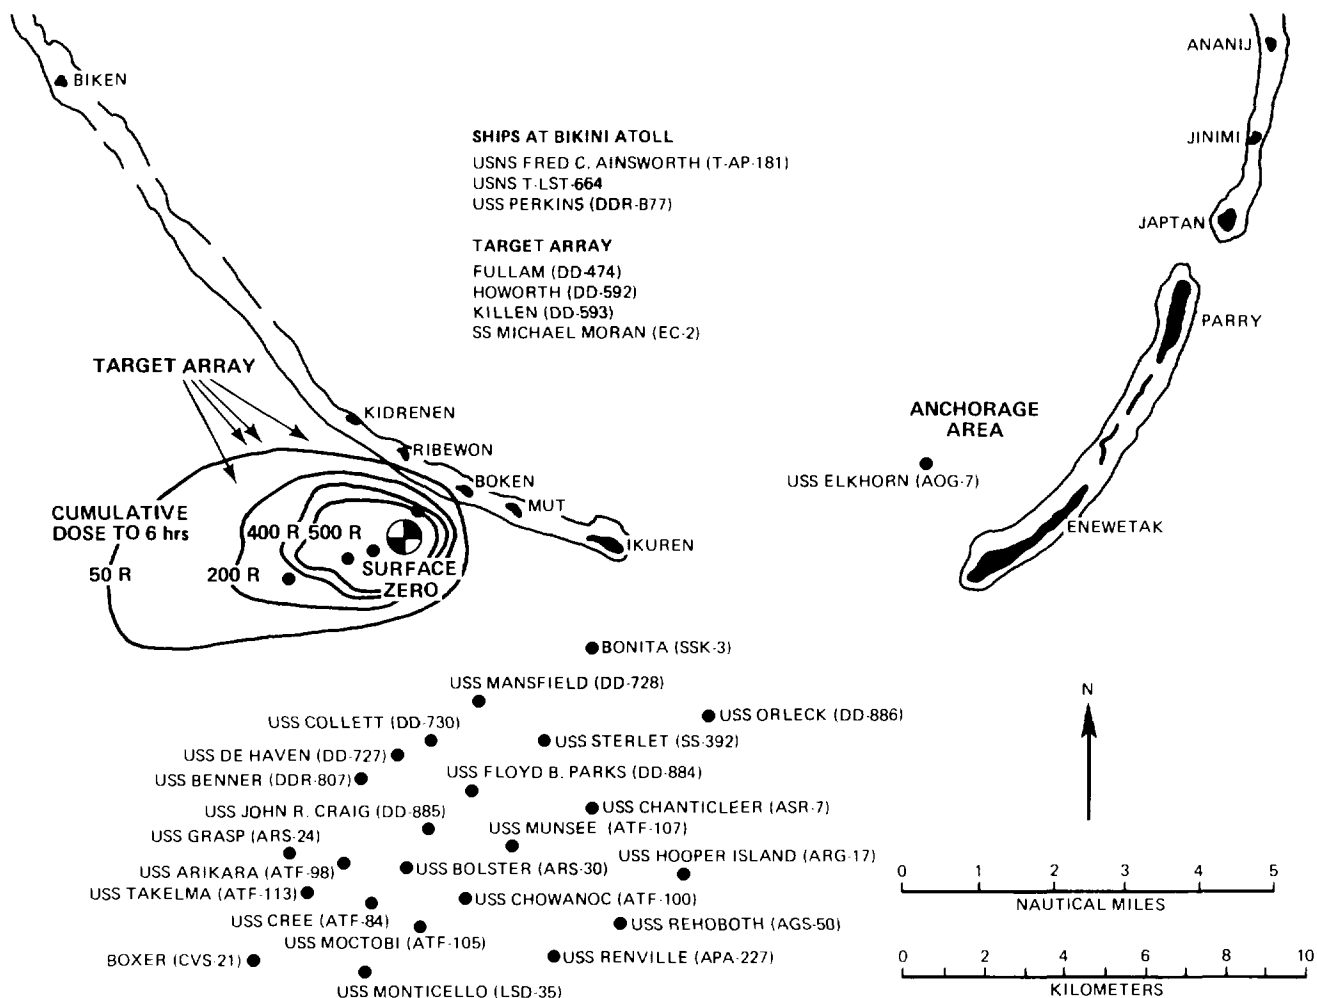 ANANIJ
BIKEN
SHIPS AT BIKINI ATOLL
USNS FRED C. AINSWORTH (T-AP-181)
USNS T-LST-664
USS PERKINS (DDR-877)
JINIMI
JAPTAN
TARGET ARRAY
FULLAM (DD-474)
HOWORTH (DD-592)
KILLEN (DD-593)
SS MICHAEL MORAN (EC-2)
PARRY
TARGET ARRAY
KIDRENEN
RIBEWON
BOKEN
MUT
IKUREN
ANCHORAGE
AREA
USS ELKHORN (AOG-7)
ENEWETAK
CUMULATIVE
DOSE TO 6 hrs
50 R
200 R
400 R
500 R
SURFACE
ZERO
BONITA (SSK-3)
USS MANSFIELD (DD-728)
USS ORLECK (DD-886)
USS COLLETT (DD-730)
USS STERLET (SS-392)
USS DE HAVEN (DD-727)
USS BENNER (DDR-807)
USS FLOYD B. PARKS (DD-884)
USS CHANTICLEER (ASR-7)
USS JOHN R. CRAIG (DD-885)
USS MUNSEE (ATF-107)
USS GRASP (ARS-24)
USS HOOPER ISLAND (ARG-17)
USS ARIKARA (ATF-98)
USS BOLSTER (ARS-30)
USS TAKELMA (ATF-113)
USS CHOWANOC (ATF-100)
USS CREE (ATF-84)
USS REHOBOTH (AGS-50)
USS MOCTOBI (ATF-105)
BOXER (CVS-21)
USS RENVILLE (APA-227)
USS MONTICELLO (LSD-35)
N
0 1 2 3 4 5
NAUTICAL MILES
0 2 4 6 8 10
KILOMETERS